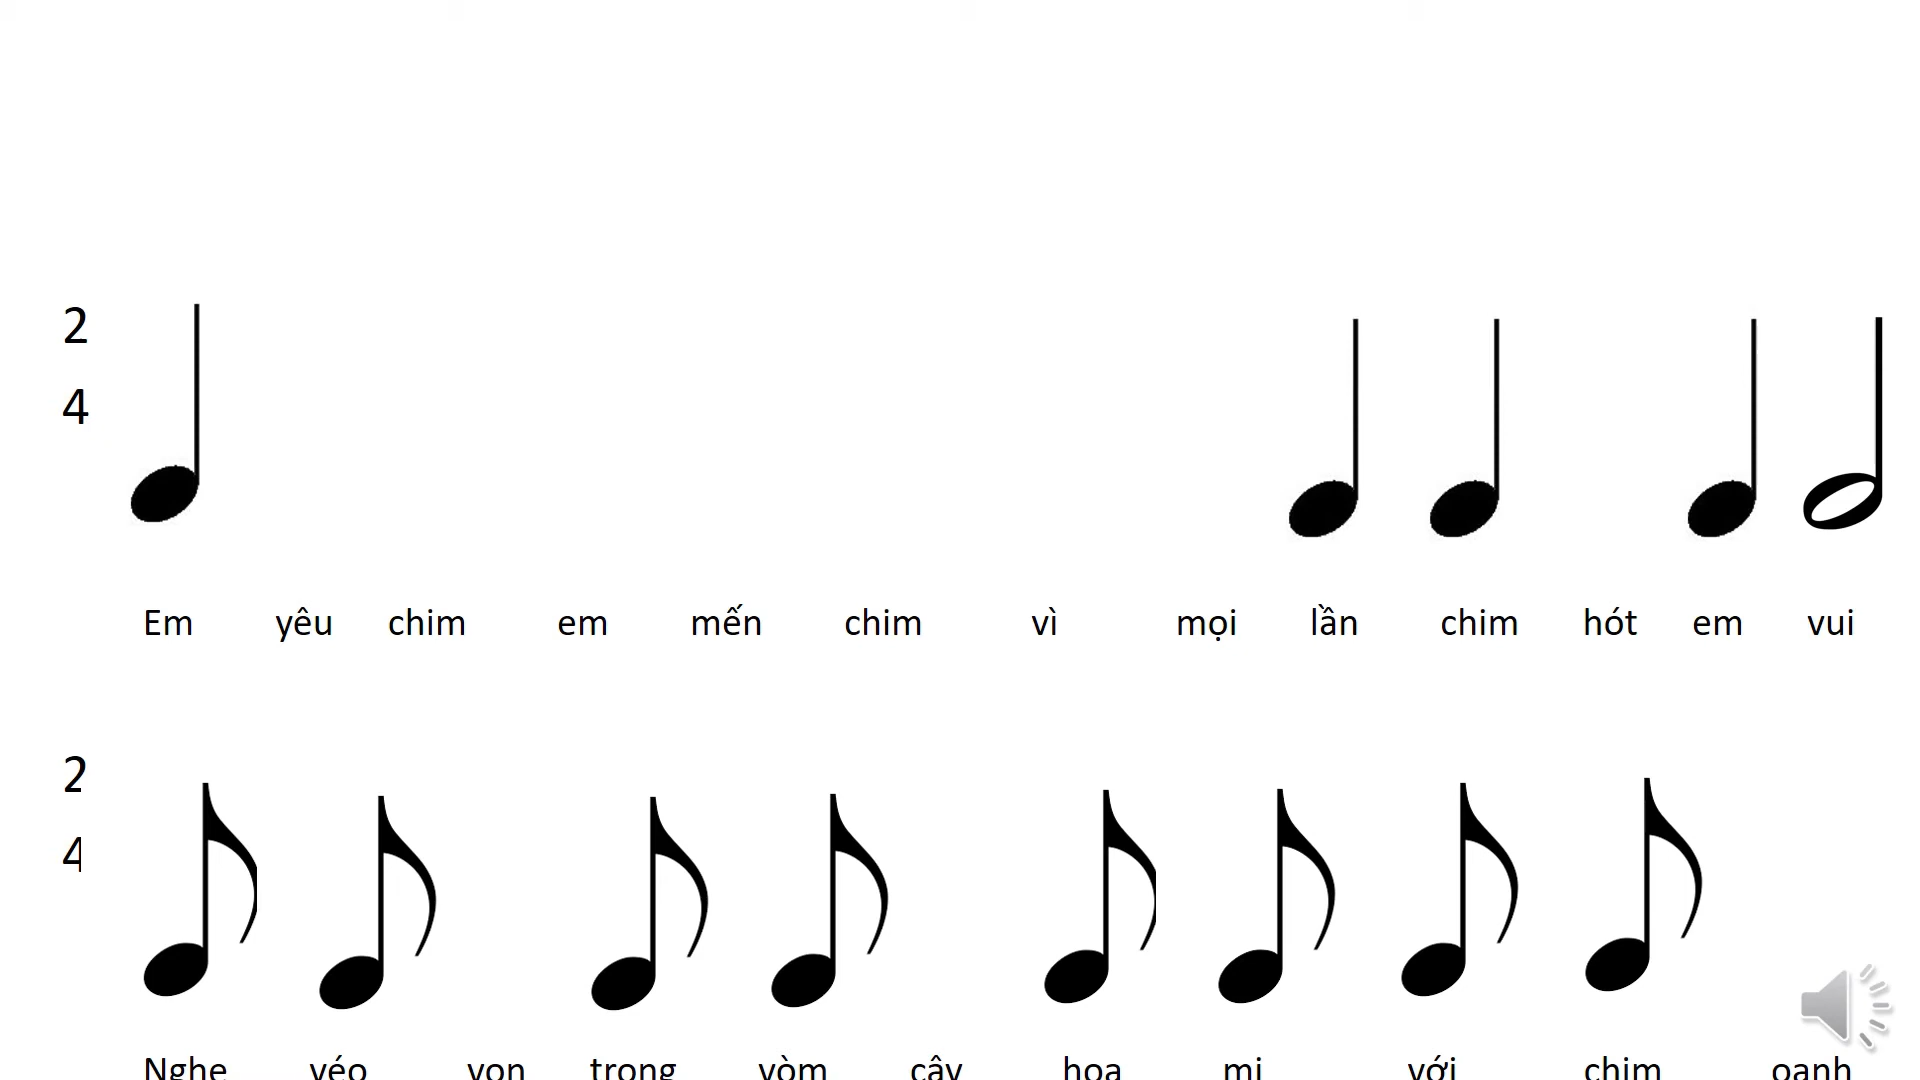 2
4
Em yêu chim em mến chim vì mọi lần chim hót em vui
2
4
Nghe véo von trong vòm cây hoạ mi với chim oanh